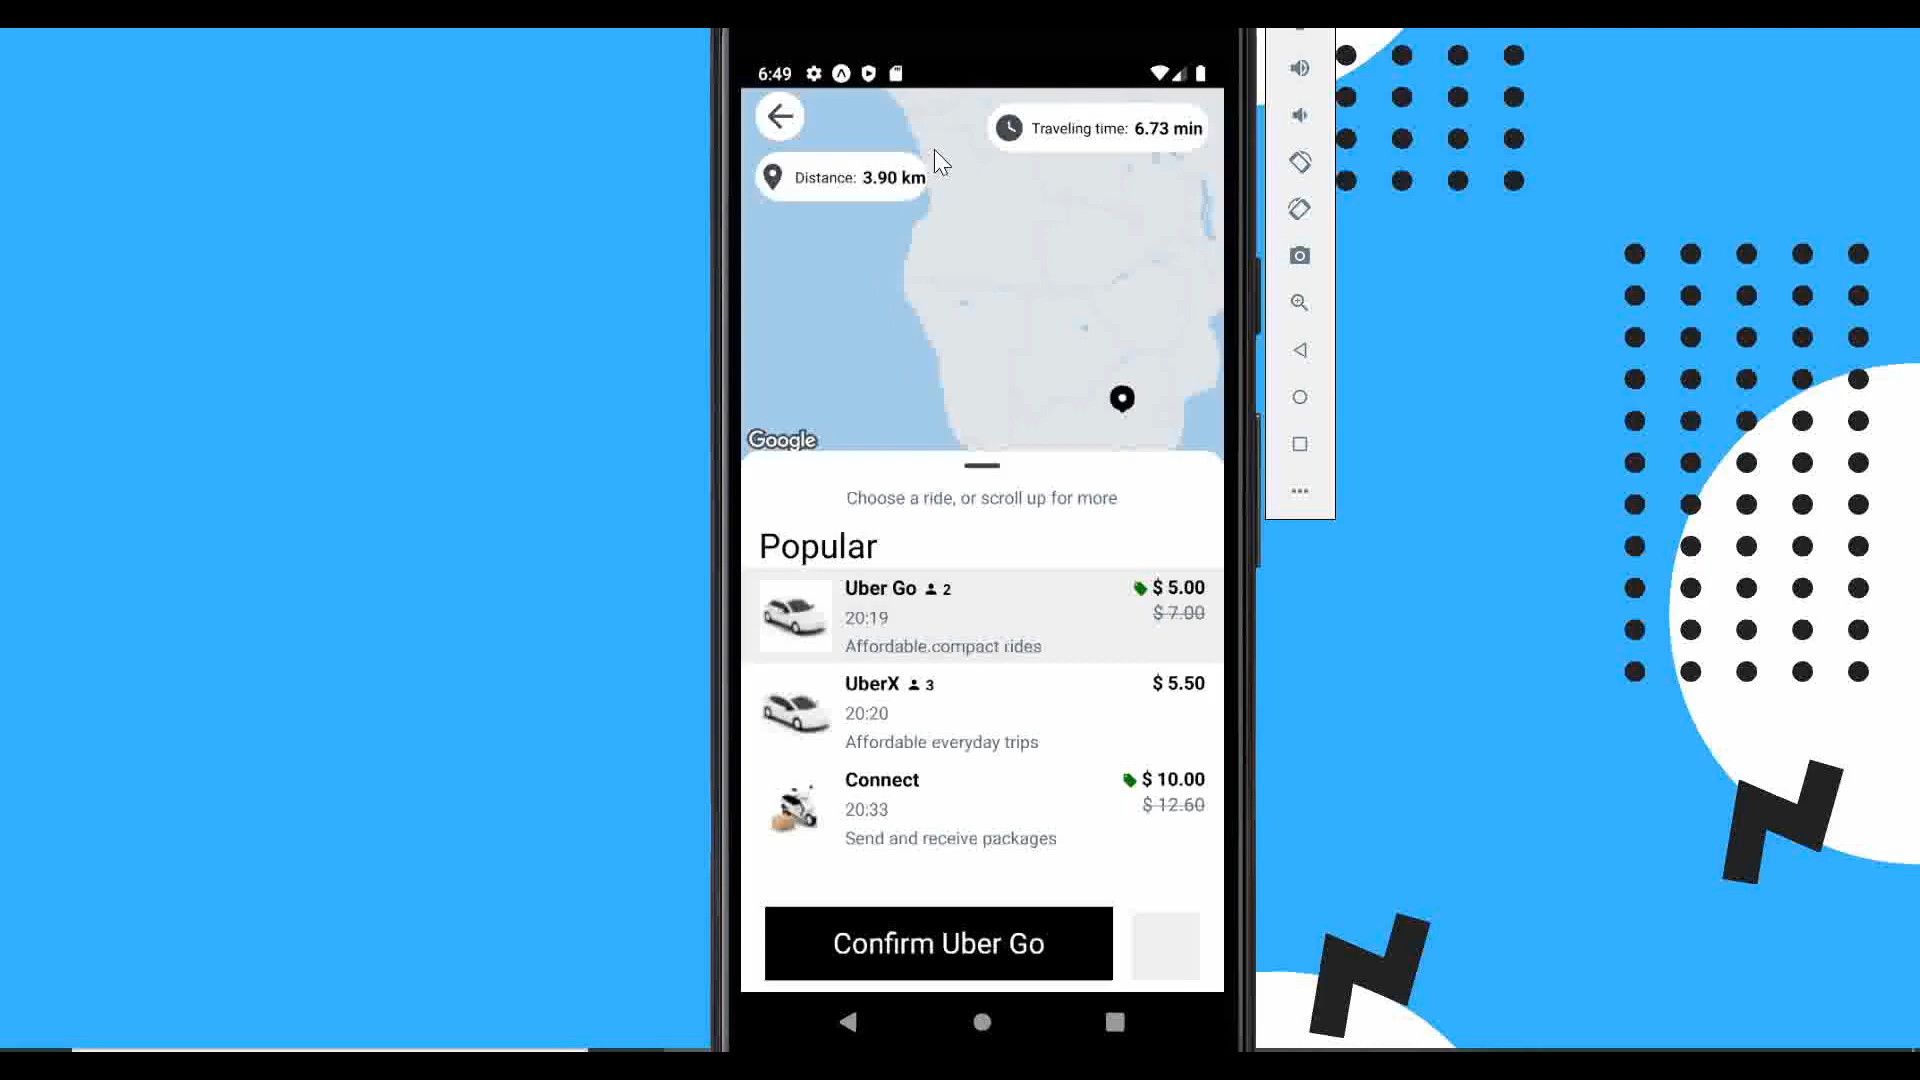 6:49
Traveling time: 6.73 min
Distance: 3.90 km
Google
Choose a ride, or scroll up for more
Popular
Uber Go 2
$ 5.00
20:19
$ 7.00
Affordable.compact rides
UberX 3
$ 5.50
20:20
Affordable everyday trips
Connect
$ 10.00
20:33
$ 12.60
Send and receive packages
Confirm Uber Go